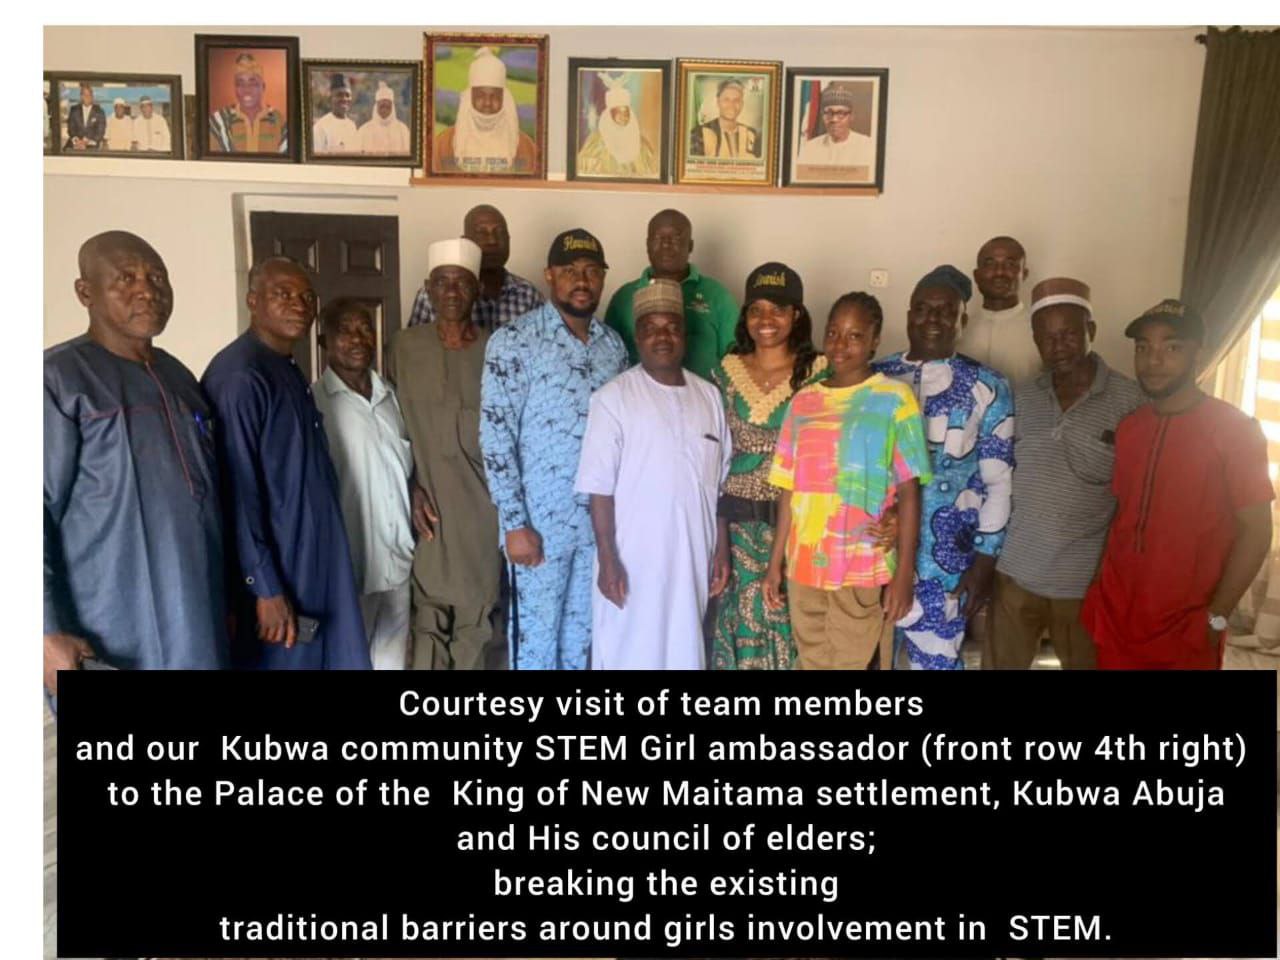 Flourish
Flourish
Courtesy visit of team members
and our Kubwa community STEM Girl ambassador (front row 4th right)
to the Palace of the King of New Maitama settlement, Kubwa Abuja
and His council of elders;
breaking the existing
traditional barriers around girls involvement in STEM.